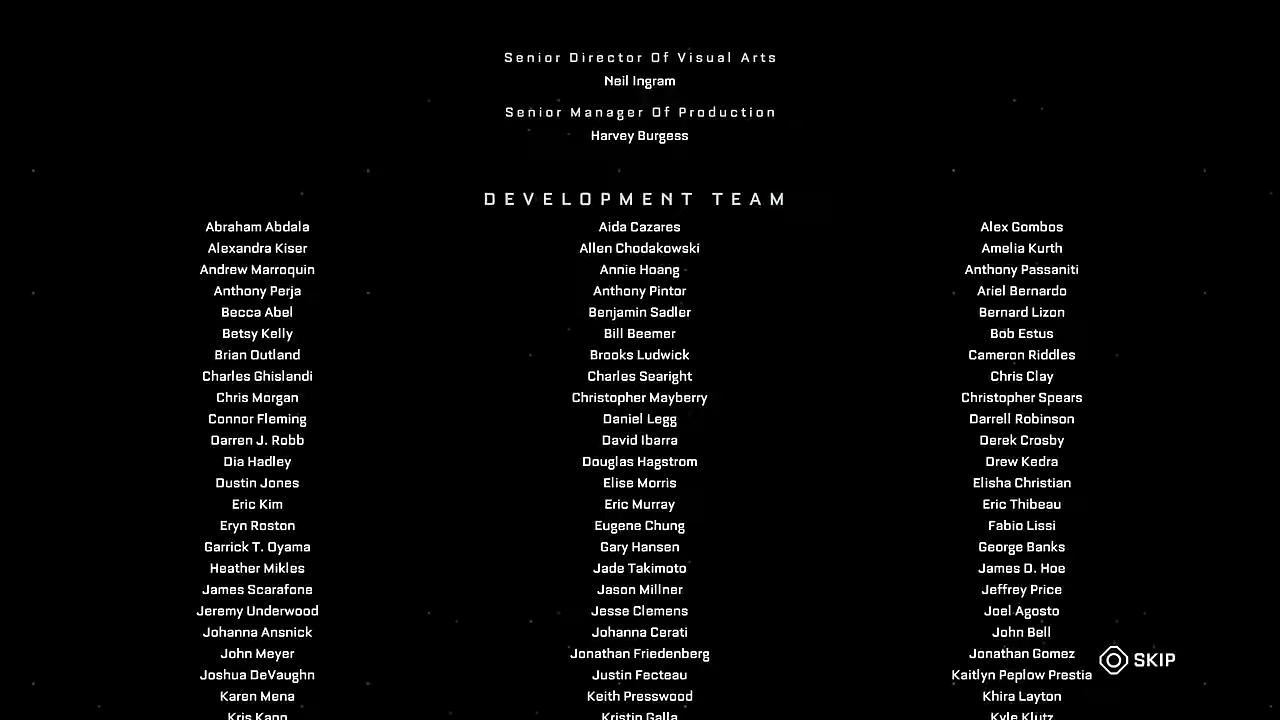 Senior Director Of Visual Arts
Neil Ingram
Senior Manager Of Production
Harvey Burgess
DEVELOPMENT TEAM
Abraham Abdala Aida Cazares Alex Gombos
Alexandra Kiser Allen Chodakowski Amelia Kurth
Andrew Marroquin Annie Hoang Anthony Passaniti
Anthony Perja Anthony Pintor Ariel Bernardo
Becca Abel Benjamin Sadler Bernard Lizon
Betsy Kelly Bill Beemer Bob Estus
Brian Outland Brooks Ludwick Cameron Riddles
Charles Ghislandi Charles Searight Chris Clay
Chris Morgan Christopher Mayberry Christopher Spears
Connor Fleming Daniel Legg Darrell Robinson
Darren J. Robb David Ibarra Derek Crosby
Dia Hadley Douglas Hagstrom Drew Kedra
Dustin Jones Elise Morris Elisha Christian
Eric Kim Eric Murray Eric Thibeau
Eryn Roston Eugene Chung Fabio Lissi
Garrick T. Oyama Gary Hansen George Banks
Heather Mikles Jade Takimoto James D. Hoe
James Scarafone Jason Millner Jeffrey Price
Jeremy Underwood Jesse Clemens Joel Agosto
Johanna Ansnick Johanna Cerati John Bell
John Meyer Jonathan Friedenberg Jonathan Gomez
SKIP
Joshua DeVaughn Justin Fecteau Kaitlyn Peplow Prestia
Karen Mena Keith Presswood Khira Layton
Kris Kristin Galla Kyle Klutz